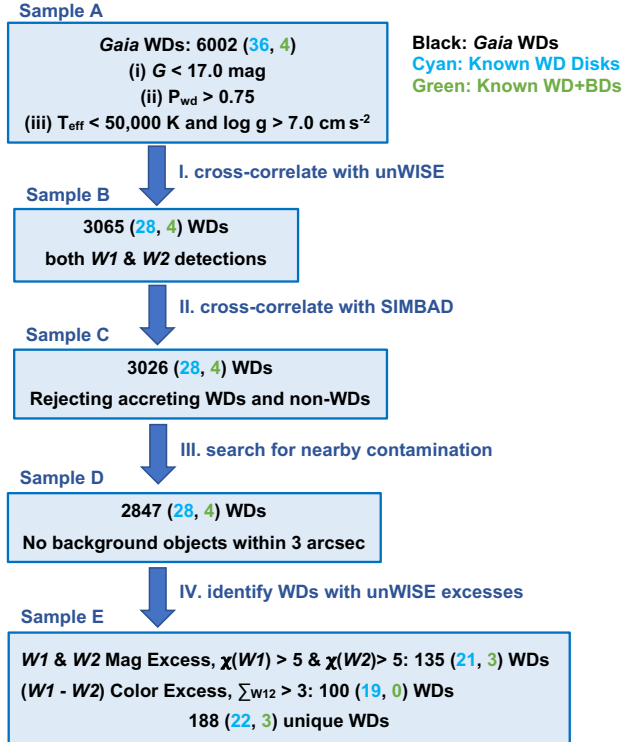 Sample A
Gaia WDs: 6002 (36, 4)
(i) G < 17.0 mag
(ii) Pwd > 0.75
(iii) Teff < 50,000 K and log g > 7.0 cm s-2
Black: Gaia WDs
Cyan: Known WD Disks
Green: Known WD+BDs
I. cross-correlate with unWISE
Sample B
3065 (28, 4) WDs
both W1 & W2 detections
II. cross-correlate with SIMBAD
Sample C
3026 (28, 4) WDs
Rejecting accreting WDs and non-WDs
III. search for nearby contamination
Sample D
2847 (28, 4) WDs
No background objects within 3 arcsec
IV. identify WDs with unWISE excesses
Sample E
W1 & W2 Mag Excess, χ(W1) > 5 & χ(W2)> 5: 135 (21, 3) WDs
(W1 - W2) Color Excess, ∑W12 > 3: 100 (19, 0) WDs
188 (22, 3) unique WDs